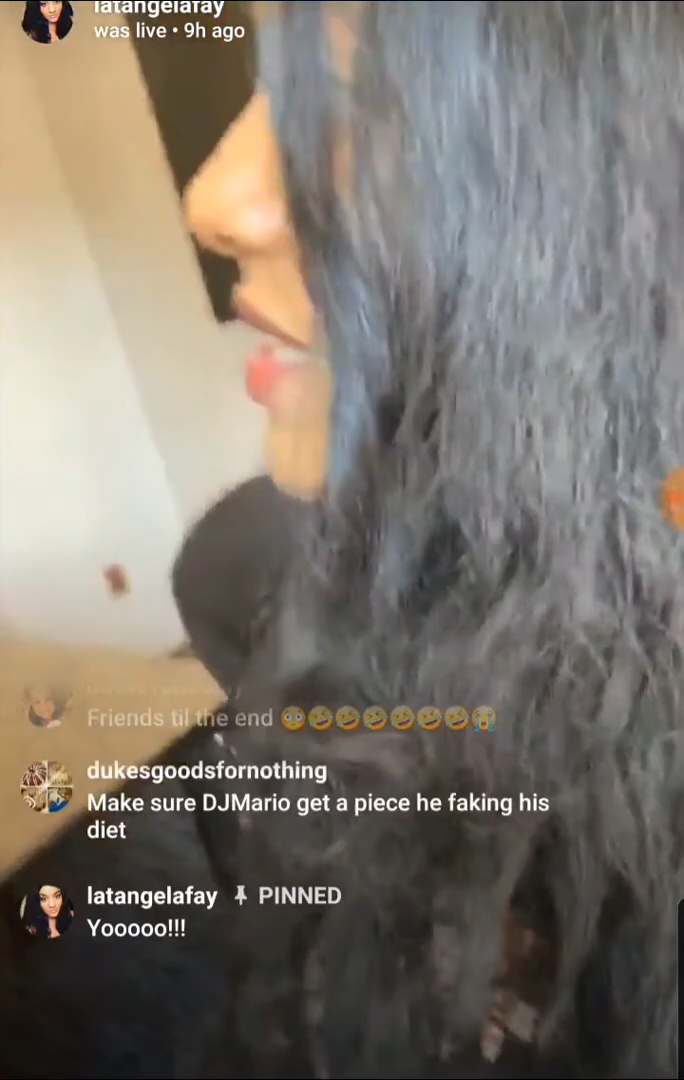 latangelafay
was live • 9h ago
Friends til the end 😳🤣🤣🤣🤣🤣🤣😭
dukesgoodsfornothing
Make sure DJMario get a piece he faking his
diet
latangelafay 📌 PINNED
Yooooo!!!